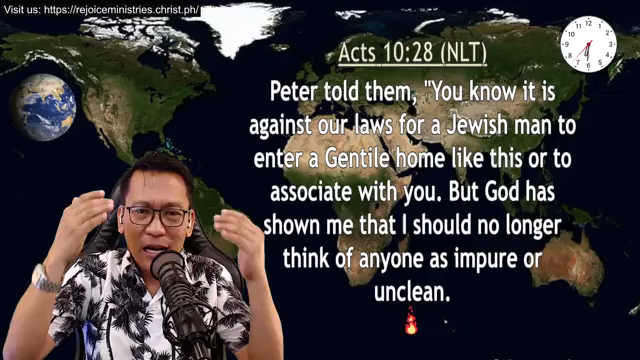 Visit us: https://rejoiceministries.christ.ph/
Acts 10:28 (NLT)
Peter told them, "You know it is
against our laws for a Jewish man to
enter a Gentile home like this or to
associate with you. But God has
shown me that I should no longer
think of anyone as impure or
unclean.